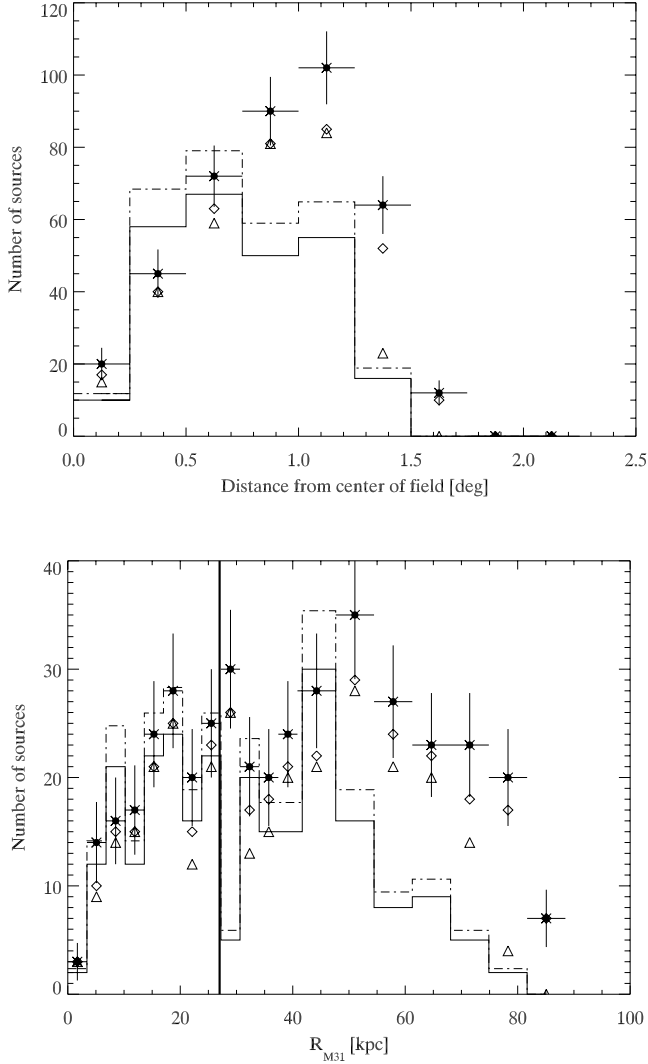 120
100
80
60
40
20
0
Number of sources
0.0 0.5 1.0 1.5 2.0 2.5
Distance from center of field [deg]
40
30
20
10
0
Number of sources
0 20 40 60 80 100
R_M31 [kpc]